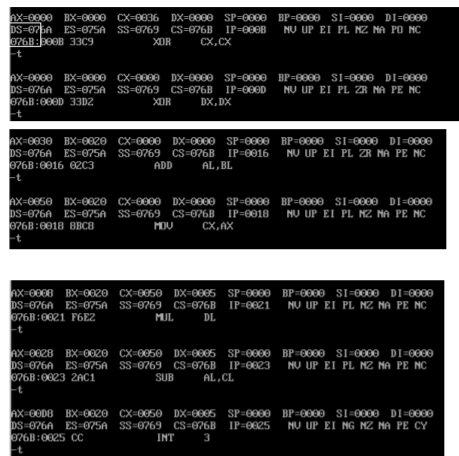 AX=0000 BX=0000 CX=0036 DX=0000 SP=0000 BP=0000 SI=0000 DI=0000
DS=076A ES=075A SS=0769 CS=076B IP=000B NV UP EI PL NZ NA PO NC
076B:000B 33C9 XOR CX,CX
-t
AX=0000 BX=0000 CX=0000 DX=0000 SP=0000 BP=0000 SI=0000 DI=0000
DS=076A ES=075A SS=0769 CS=076B IP=000D NV UP EI PL ZR NA PE NC
076B:000D 33D2 XOR DX,DX
-t
AX=0030 BX=0020 CX=0000 DX=0000 SP=0000 BP=0000 SI=0000 DI=0000
DS=076A ES=075A SS=0769 CS=076B IP=0016 NV UP EI PL ZR NA PE NC
076B:0016 02C3 ADD AL,BL
-t
AX=0050 BX=0020 CX=0000 DX=0000 SP=0000 BP=0000 SI=0000 DI=0000
DS=076A ES=075A SS=0769 CS=076B IP=0018 NV UP EI PL NZ NA PE NC
076B:0018 8BC8 MOV CX,AX
-t
AX=0008 BX=0020 CX=0050 DX=0005 SP=0000 BP=0000 SI=0000 DI=0000
DS=076A ES=075A SS=0769 CS=076B IP=0021 NV UP EI PL NZ NA PE NC
076B:0021 F6E2 MUL DL
-t
AX=0028 BX=0020 CX=0050 DX=0005 SP=0000 BP=0000 SI=0000 DI=0000
DS=076A ES=075A SS=0769 CS=076B IP=0023 NV UP EI PL NZ NA PE NC
076B:0023 2AC1 SUB AL,CL
-t
AX=00D8 BX=0020 CX=0050 DX=0005 SP=0000 BP=0000 SI=0000 DI=0000
DS=076A ES=075A SS=0769 CS=076B IP=0025 NV UP EI NG NZ NA PE CY
076B:0025 CC INT 3
-t